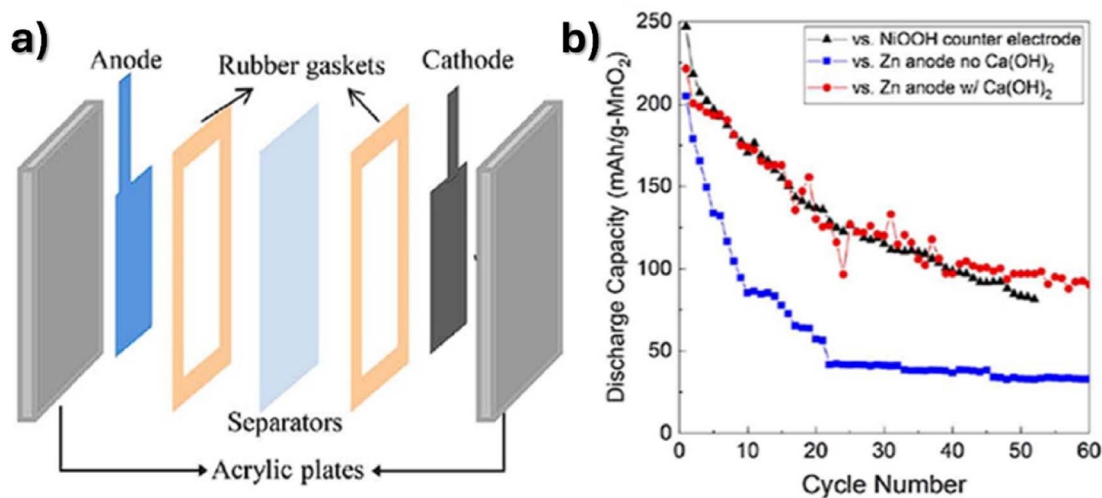 a)
Anode
Rubber gaskets
Cathode
Separators
Acrylic plates
b)
Discharge Capacity (mAh/g-MnO₂)
250
200
150
100
50
0
vs. NiOOH counter electrode
vs. Zn anode no Ca(OH)₂
vs. Zn anode w/ Ca(OH)₂
0 10 20 30 40 50 60
Cycle Number